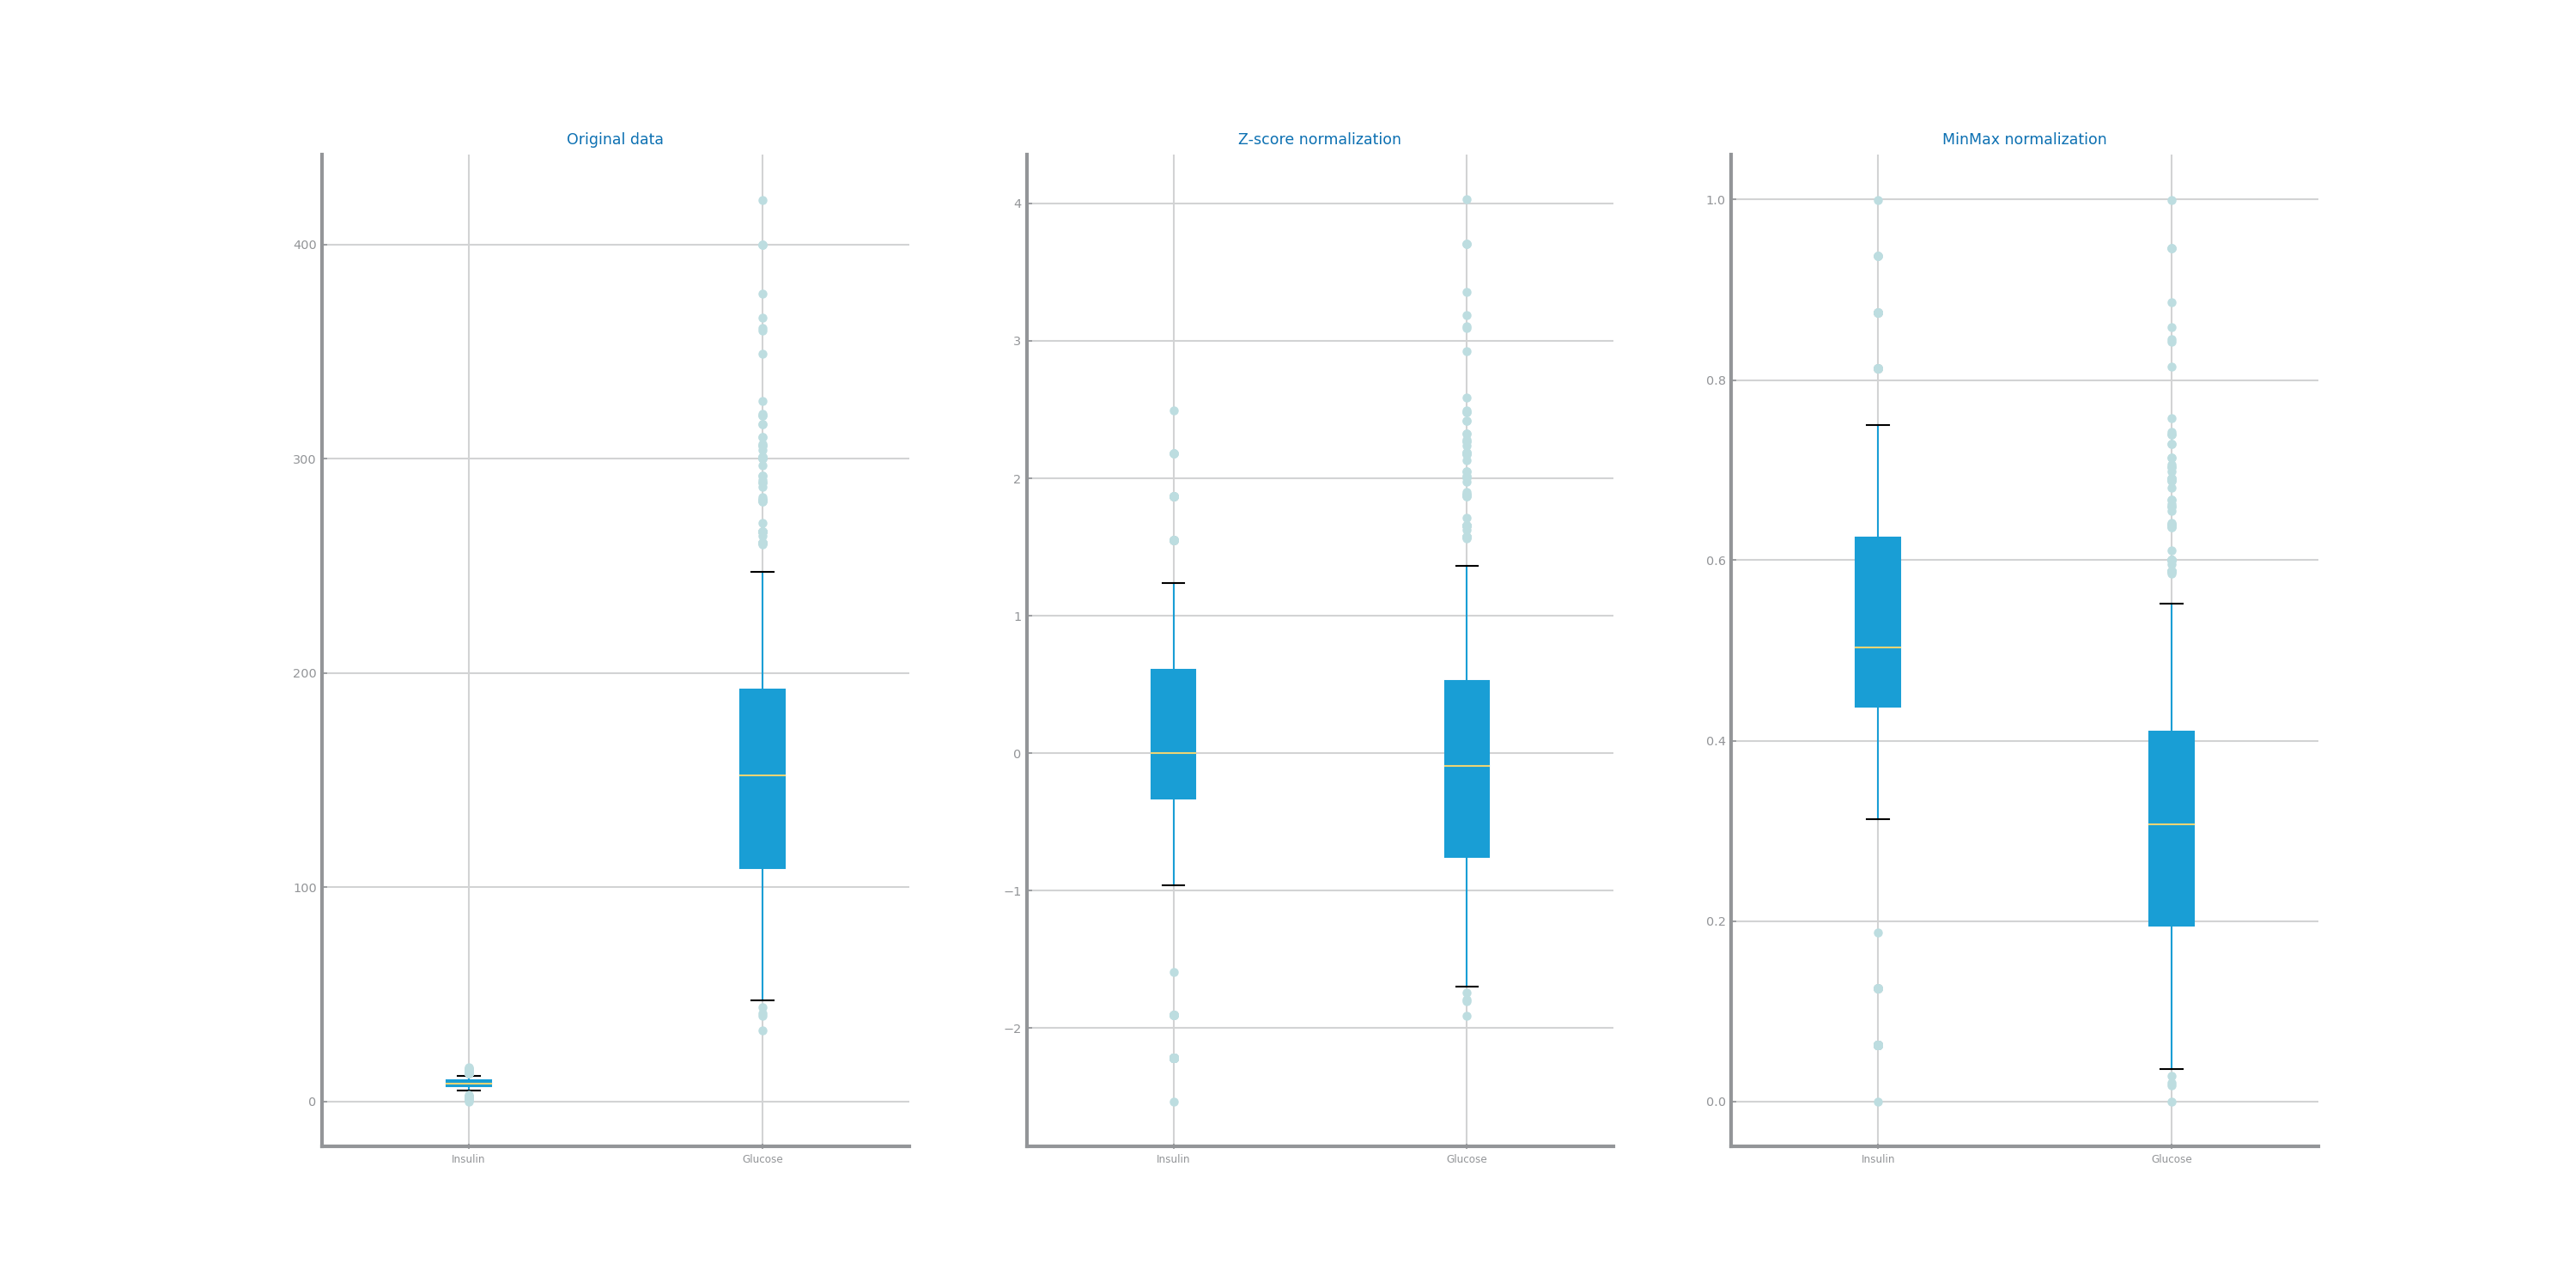 Original data
400
300
200
100
0
Insulin
Glucose
Z-score normalization
4
3
2
1
0
−1
−2
Insulin
Glucose
MinMax normalization
1.0
0.8
0.6
0.4
0.2
0.0
Insulin
Glucose